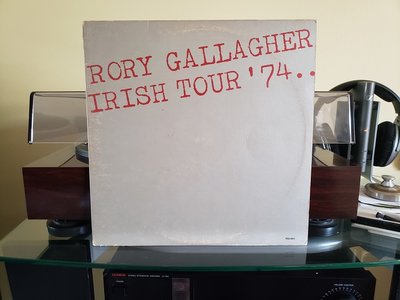 RORY GALLAGHER
IRISH TOUR '74..